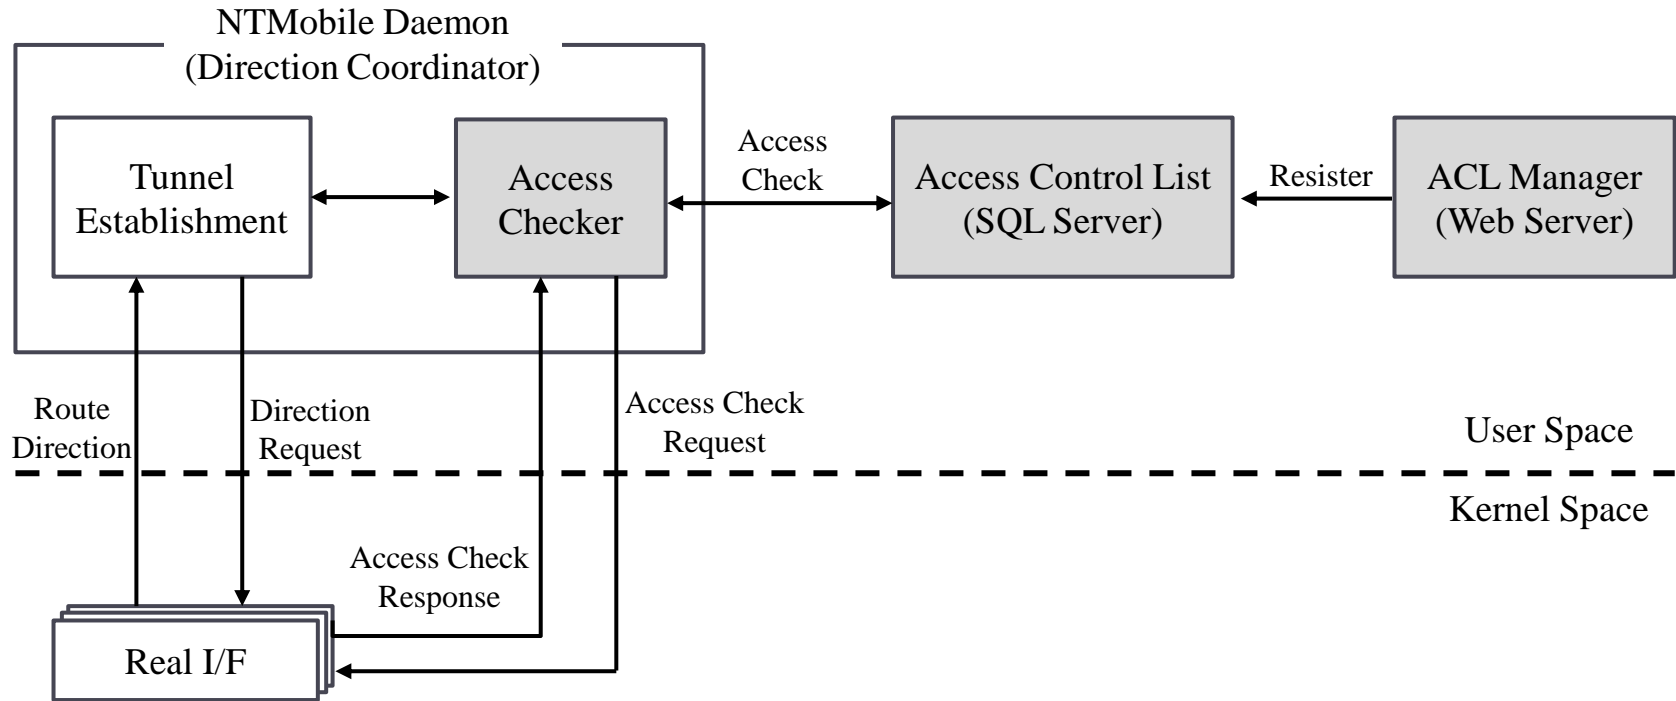 NTMobile Daemon
(Direction Coordinator)
Tunnel
Establishment
Access
Checker
Access
Check
Access Control List
(SQL Server)
Resister
ACL Manager
(Web Server)
Route
Direction
Direction
Request
Access Check
Request
User Space
Kernel Space
Access Check
Response
Real I/F